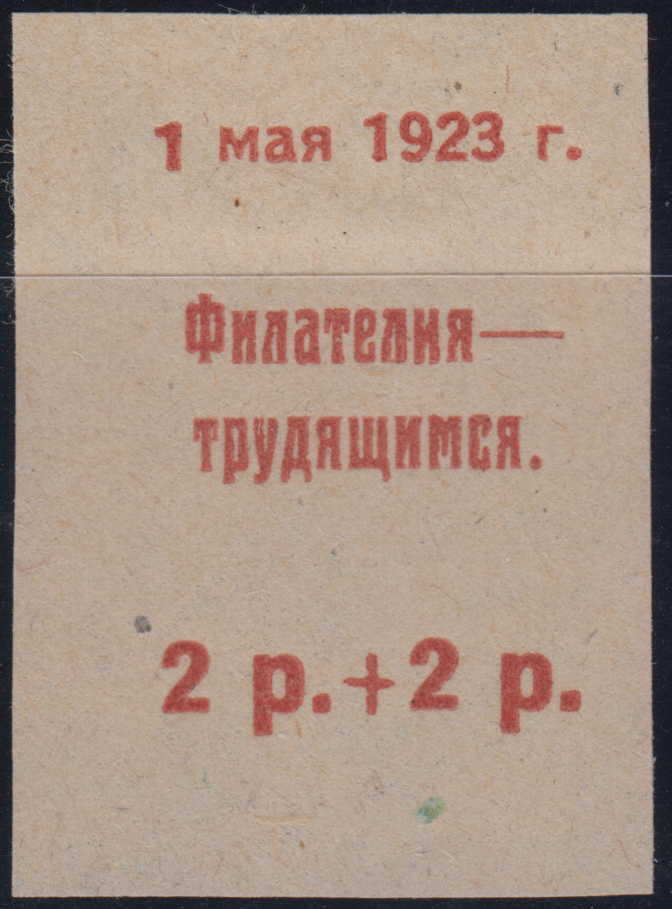 1 мая 1923 г.
Филателия—
трудящимся.
2 р.+2 р.